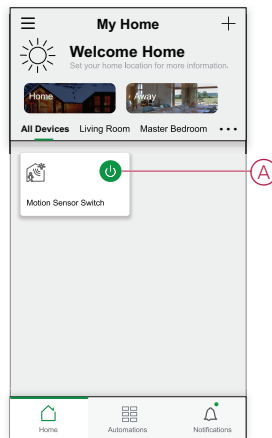 My Home
Welcome Home
Set your home location for more information.
Home
Away
All Devices Living Room Master Bedroom
Motion Sensor Switch
A
Home Automations Notifications